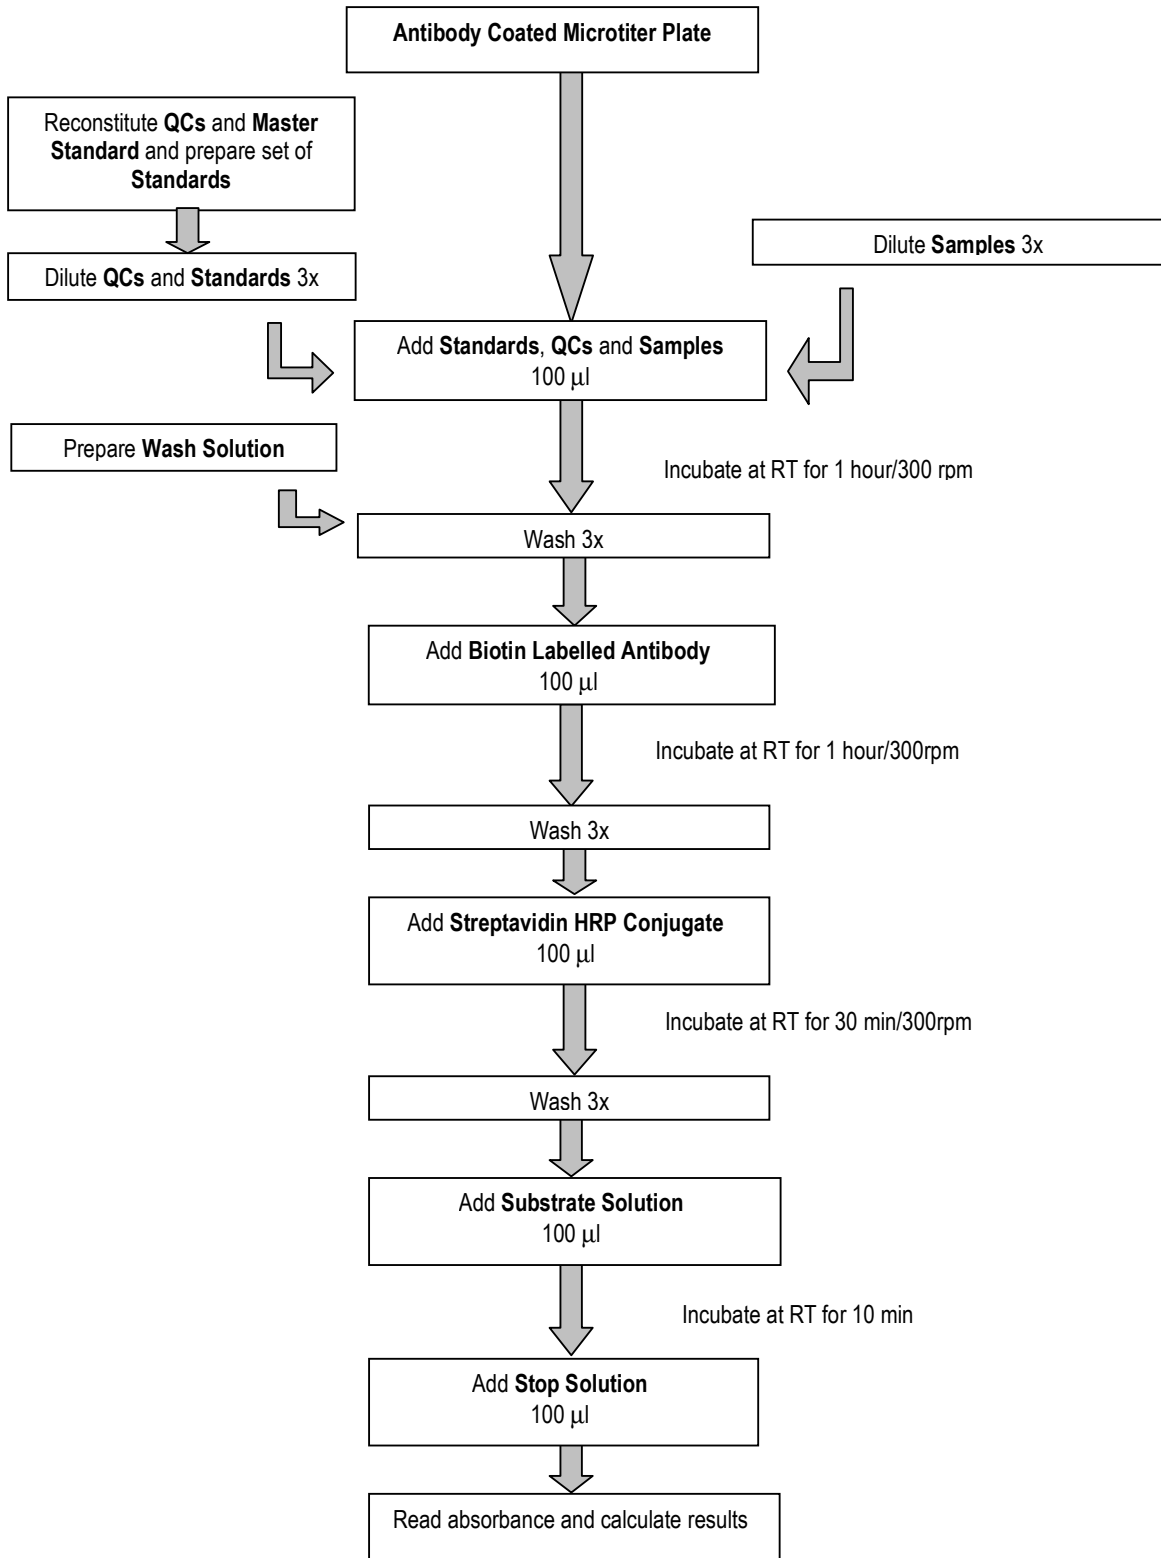 Antibody Coated Microtiter Plate
Reconstitute QCs and Master
Standard and prepare set of
Standards
Dilute QCs and Standards 3x
Dilute Samples 3x
Add Standards, QCs and Samples
100 μl
Prepare Wash Solution
Incubate at RT for 1 hour/300 rpm
Wash 3x
Add Biotin Labelled Antibody
100 μl
Incubate at RT for 1 hour/300rpm
Wash 3x
Add Streptavidin HRP Conjugate
100 μl
Incubate at RT for 30 min/300rpm
Wash 3x
Add Substrate Solution
100 μl
Incubate at RT for 10 min
Add Stop Solution
100 μl
Read absorbance and calculate results